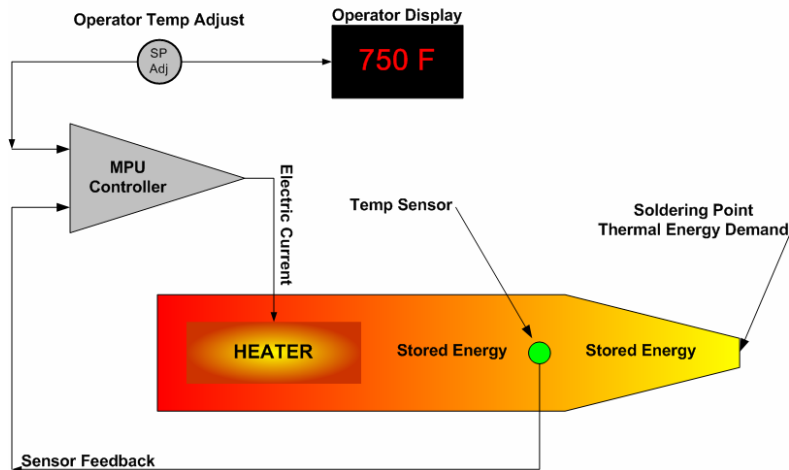 Operator Temp Adjust
Operator Display
SP
Adj
750 F
MPU
Controller
Electric Current
Temp Sensor
Soldering Point
Thermal Energy Demand
HEATER
Stored Energy
Stored Energy
Sensor Feedback